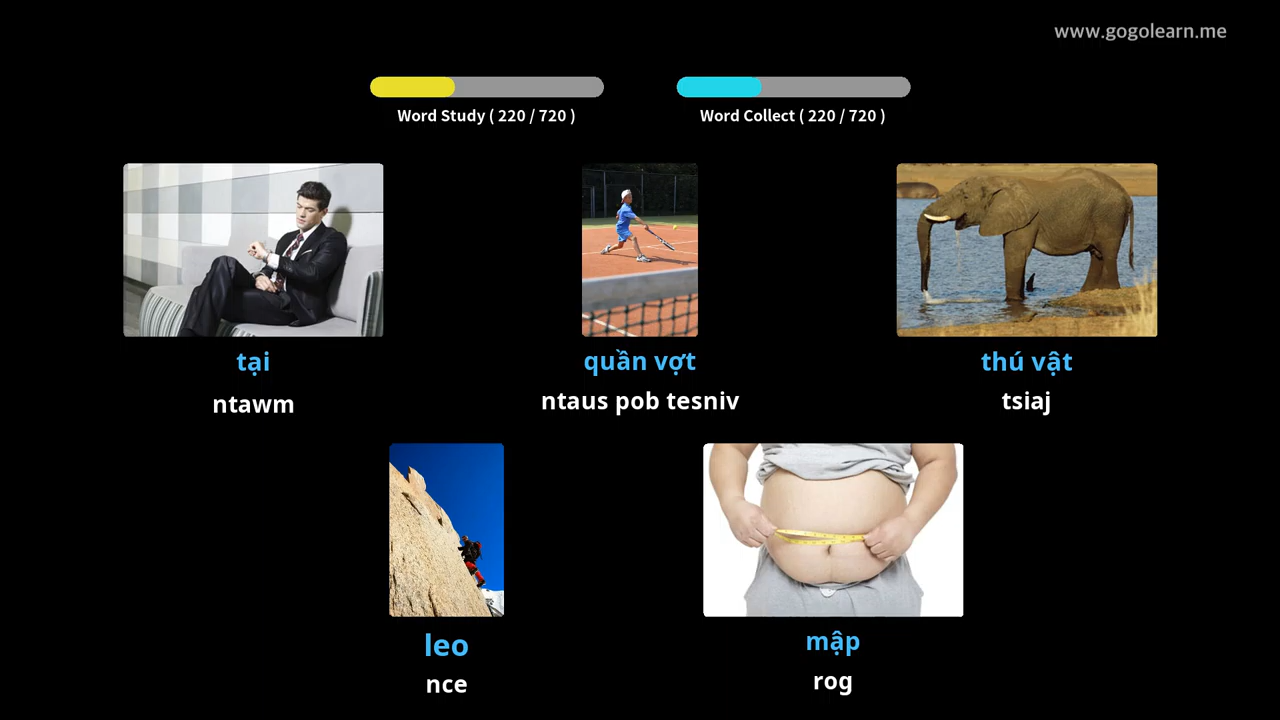 www.gogolearn.me
Word Study ( 220 / 720 )
Word Collect ( 220 / 720 )
tại
ntawm
quần vợt
ntaus pob tesniv
thú vật
tsiaj
leo
nce
mập
rog